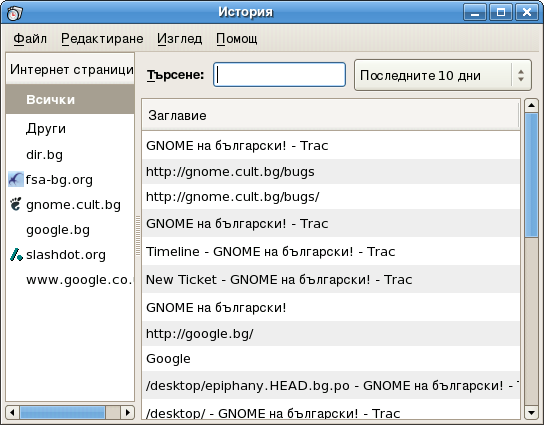 История
Файл Редактиране Изглед Помощ
Интернет страници
Търсене:
Последните 10 дни
Всички
Други
dir.bg
fsa-bg.org
gnome.cult.bg
google.bg
slashdot.org
www.google.co
Заглавие
GNOME на български! - Trac
http://gnome.cult.bg/bugs
http://gnome.cult.bg/bugs/
GNOME на български! - Trac
Timeline - GNOME на български! - Trac
New Ticket - GNOME на български! - Trac
GNOME на български!
http://google.bg/
Google
/desktop/epiphany.HEAD.bg.po - GNOME на български! -
/desktop/ - GNOME на български! - Trac